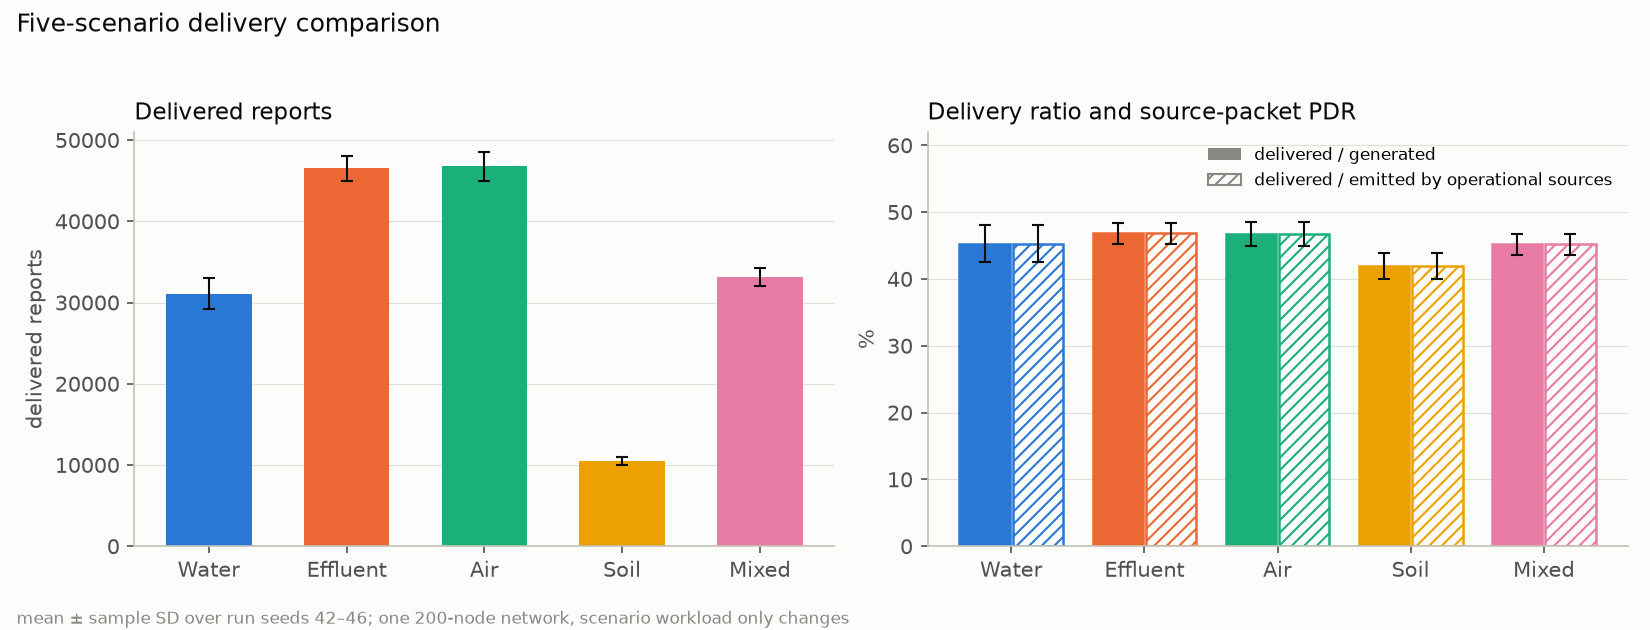 Five-scenario delivery comparison
Delivered reports
delivered reports
50000
40000
30000
20000
10000
0
Water
Effluent
Air
Soil
Mixed
Delivery ratio and source-packet PDR
%
60
50
40
30
20
10
0
delivered / generated
delivered / emitted by operational sources
Water
Effluent
Air
Soil
Mixed
mean ± sample SD over run seeds 42–46; one 200-node network, scenario workload only changes